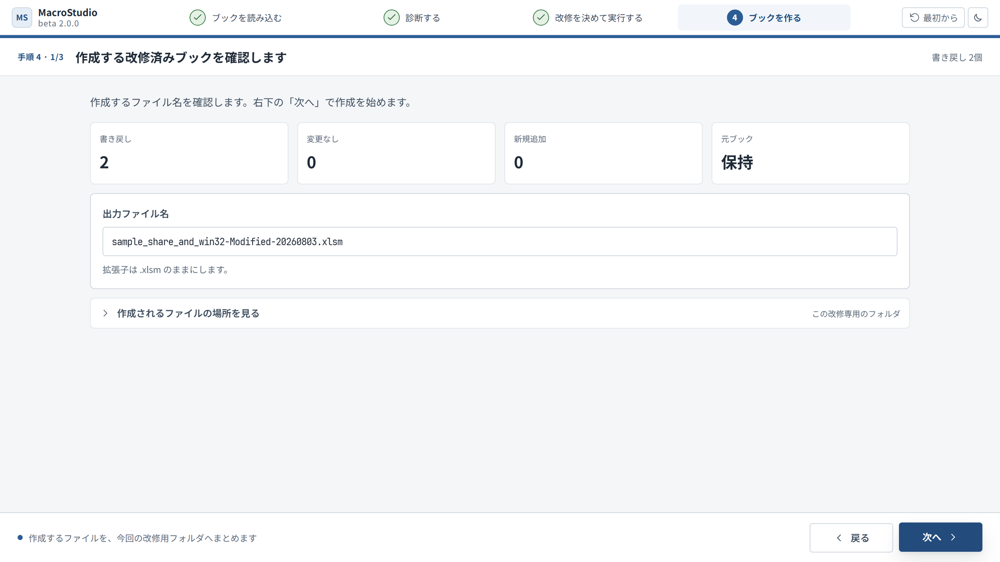 MS
MacroStudio
beta 2.0.0
ブックを読み込む
診断する
改修を決めて実行する
4 ブックを作る
最初から
手順 4・1/3
作成する改修済みブックを確認します
書き戻し 2個
作成するファイル名を確認します。右下の「次へ」で作成を始めます。
書き戻し
2
変更なし
0
新規追加
0
元ブック
保持
出力ファイル名
sample_share_and_win32-Modified-20260803.xlsm
拡張子は .xlsm のままにします。
作成されるファイルの場所を見る
この改修専用のフォルダ
作成するファイルを、今回の改修用フォルダへまとめます
戻る
次へ